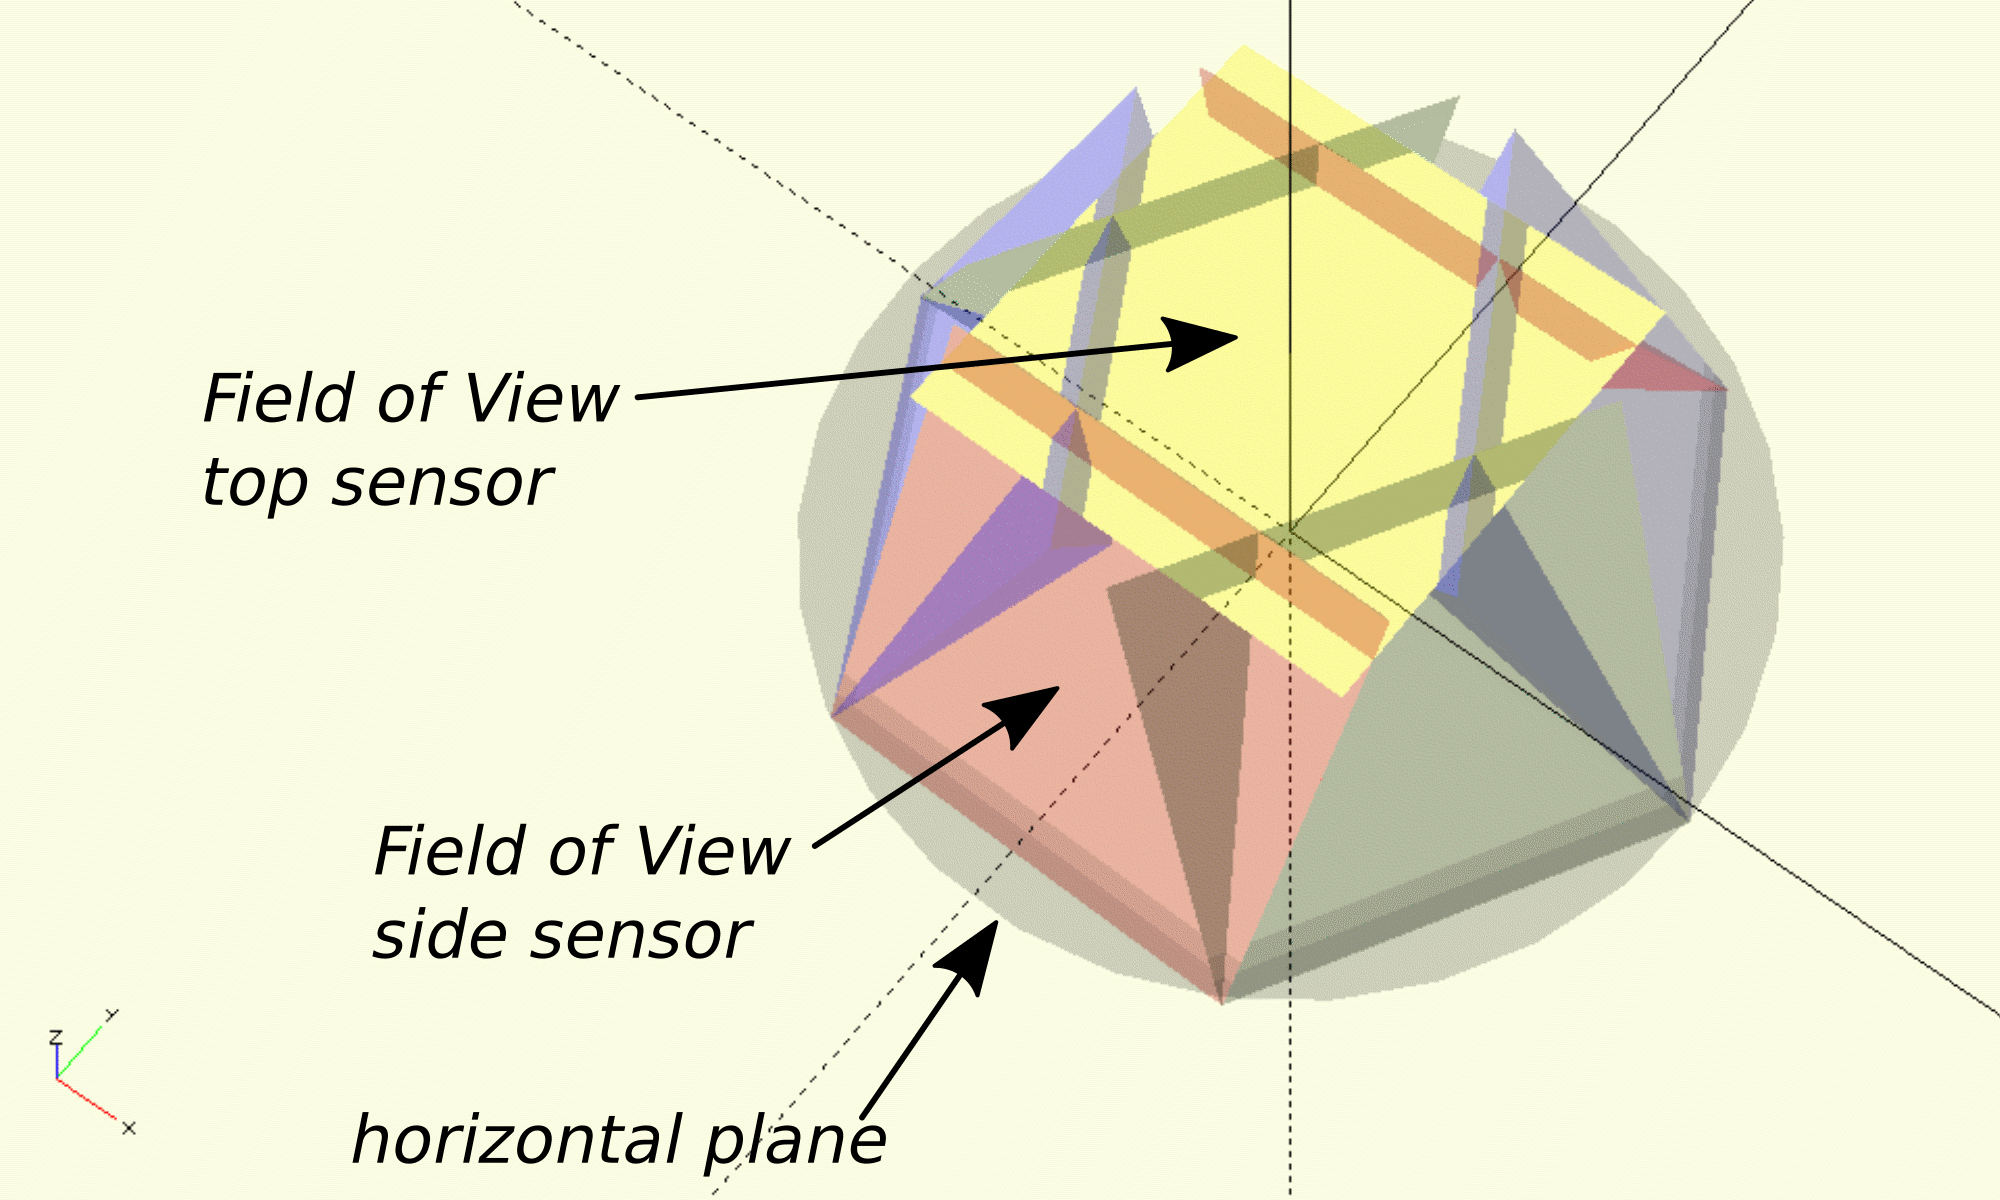 Field of View
top sensor
Field of View
side sensor
horizontal plane
Z
Y
X